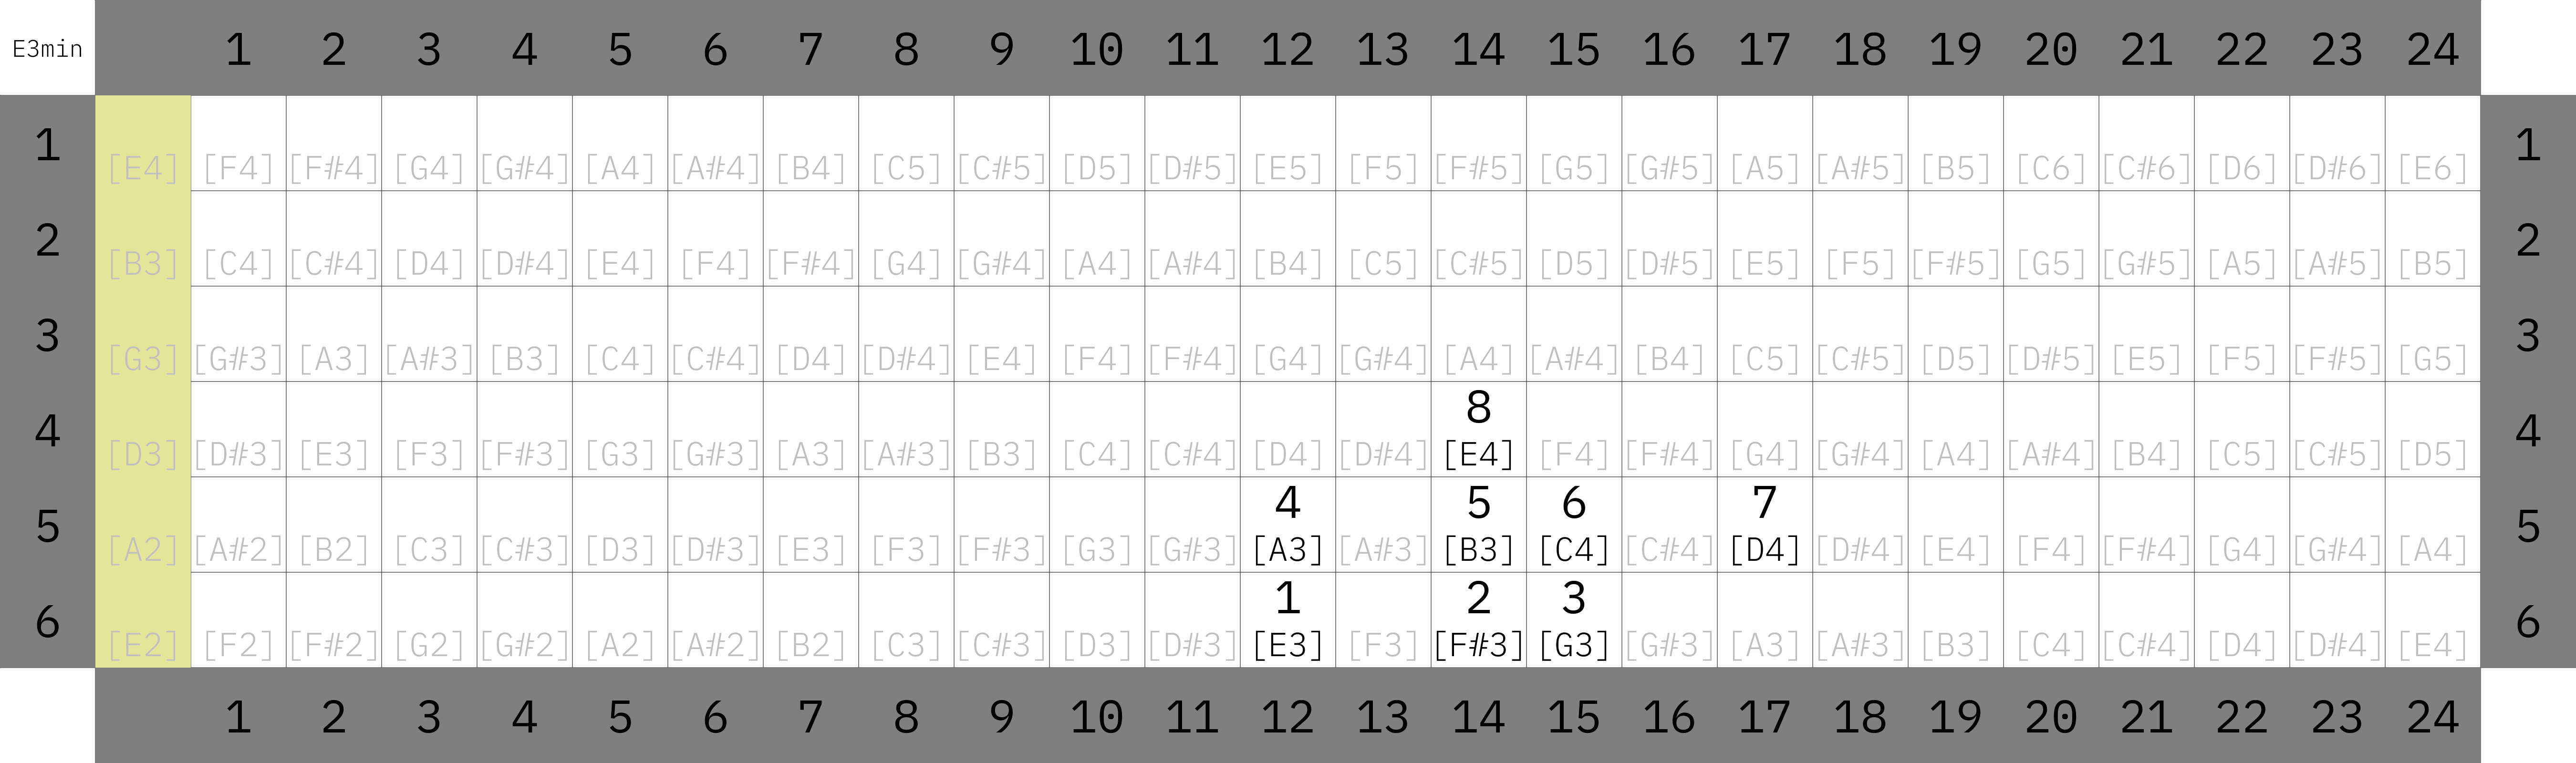 E3min 1 2 3 4 5 6 7 8 9 10 11 12 13 14 15 16 17 18 19 20 21 22 23 24
1 [E4] [F4] [F#4] [G4] [G#4] [A4] [A#4] [B4] [C5] [C#5] [D5] [D#5] [E5] [F5] [F#5] [G5] [G#5] [A5] [A#5] [B5] [C6] [C#6] [D6] [D#6] [E6] 1
2 [B3] [C4] [C#4] [D4] [D#4] [E4] [F4] [F#4] [G4] [G#4] [A4] [A#4] [B4] [C5] [C#5] [D5] [D#5] [E5] [F5] [F#5] [G5] [G#5] [A5] [A#5] [B5] 2
3 [G3] [G#3] [A3] [A#3] [B3] [C4] [C#4] [D4] [D#4] [E4] [F4] [F#4] [G4] [G#4] [A4] [A#4] [B4] [C5] [C#5] [D5] [D#5] [E5] [F5] [F#5] [G5] 3
8
4 [D3] [D#3] [E3] [F3] [F#3] [G3] [G#3] [A3] [A#3] [B3] [C4] [C#4] [D4] [D#4] [E4] [F4] [F#4] [G4] [G#4] [A4] [A#4] [B4] [C5] [C#5] [D5] 4
4 5 6 7
5 [A2] [A#2] [B2] [C3] [C#3] [D3] [D#3] [E3] [F3] [F#3] [G3] [G#3] [A3] [A#3] [B3] [C4] [C#4] [D4] [D#4] [E4] [F4] [F#4] [G4] [G#4] [A4] 5
1 2 3
6 [E2] [F2] [F#2] [G2] [G#2] [A2] [A#2] [B2] [C3] [C#3] [D3] [D#3] [E3] [F3] [F#3] [G3] [G#3] [A3] [A#3] [B3] [C4] [C#4] [D4] [D#4] [E4] 6
1 2 3 4 5 6 7 8 9 10 11 12 13 14 15 16 17 18 19 20 21 22 23 24